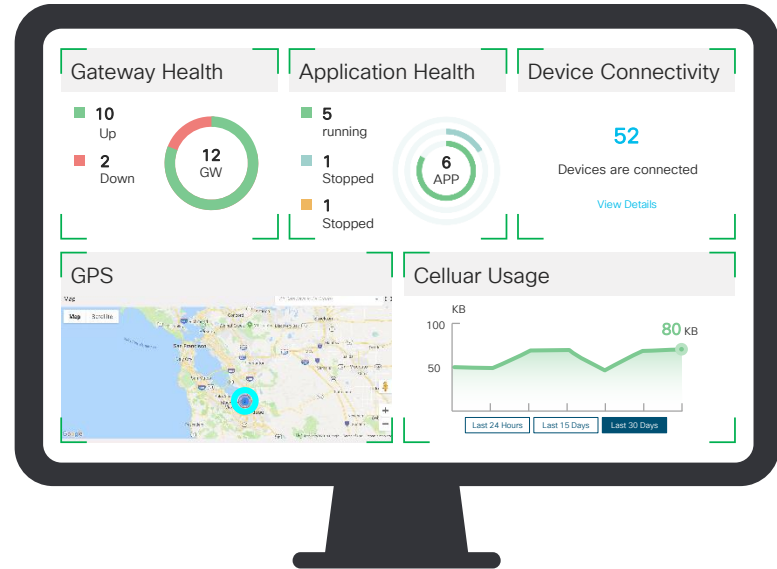 Gateway Health
10
Up
2
Down
12
GW
Application Health
5
running
1
Stopped
1
Stopped
6
APP
Device Connectivity
52
Devices are connected
View Details
GPS
Map
Map Satellite
San Francisco
Google
Celluar Usage
KB
100
50
80 KB
Last 24 Hours
Last 15 Days
Last 30 Days